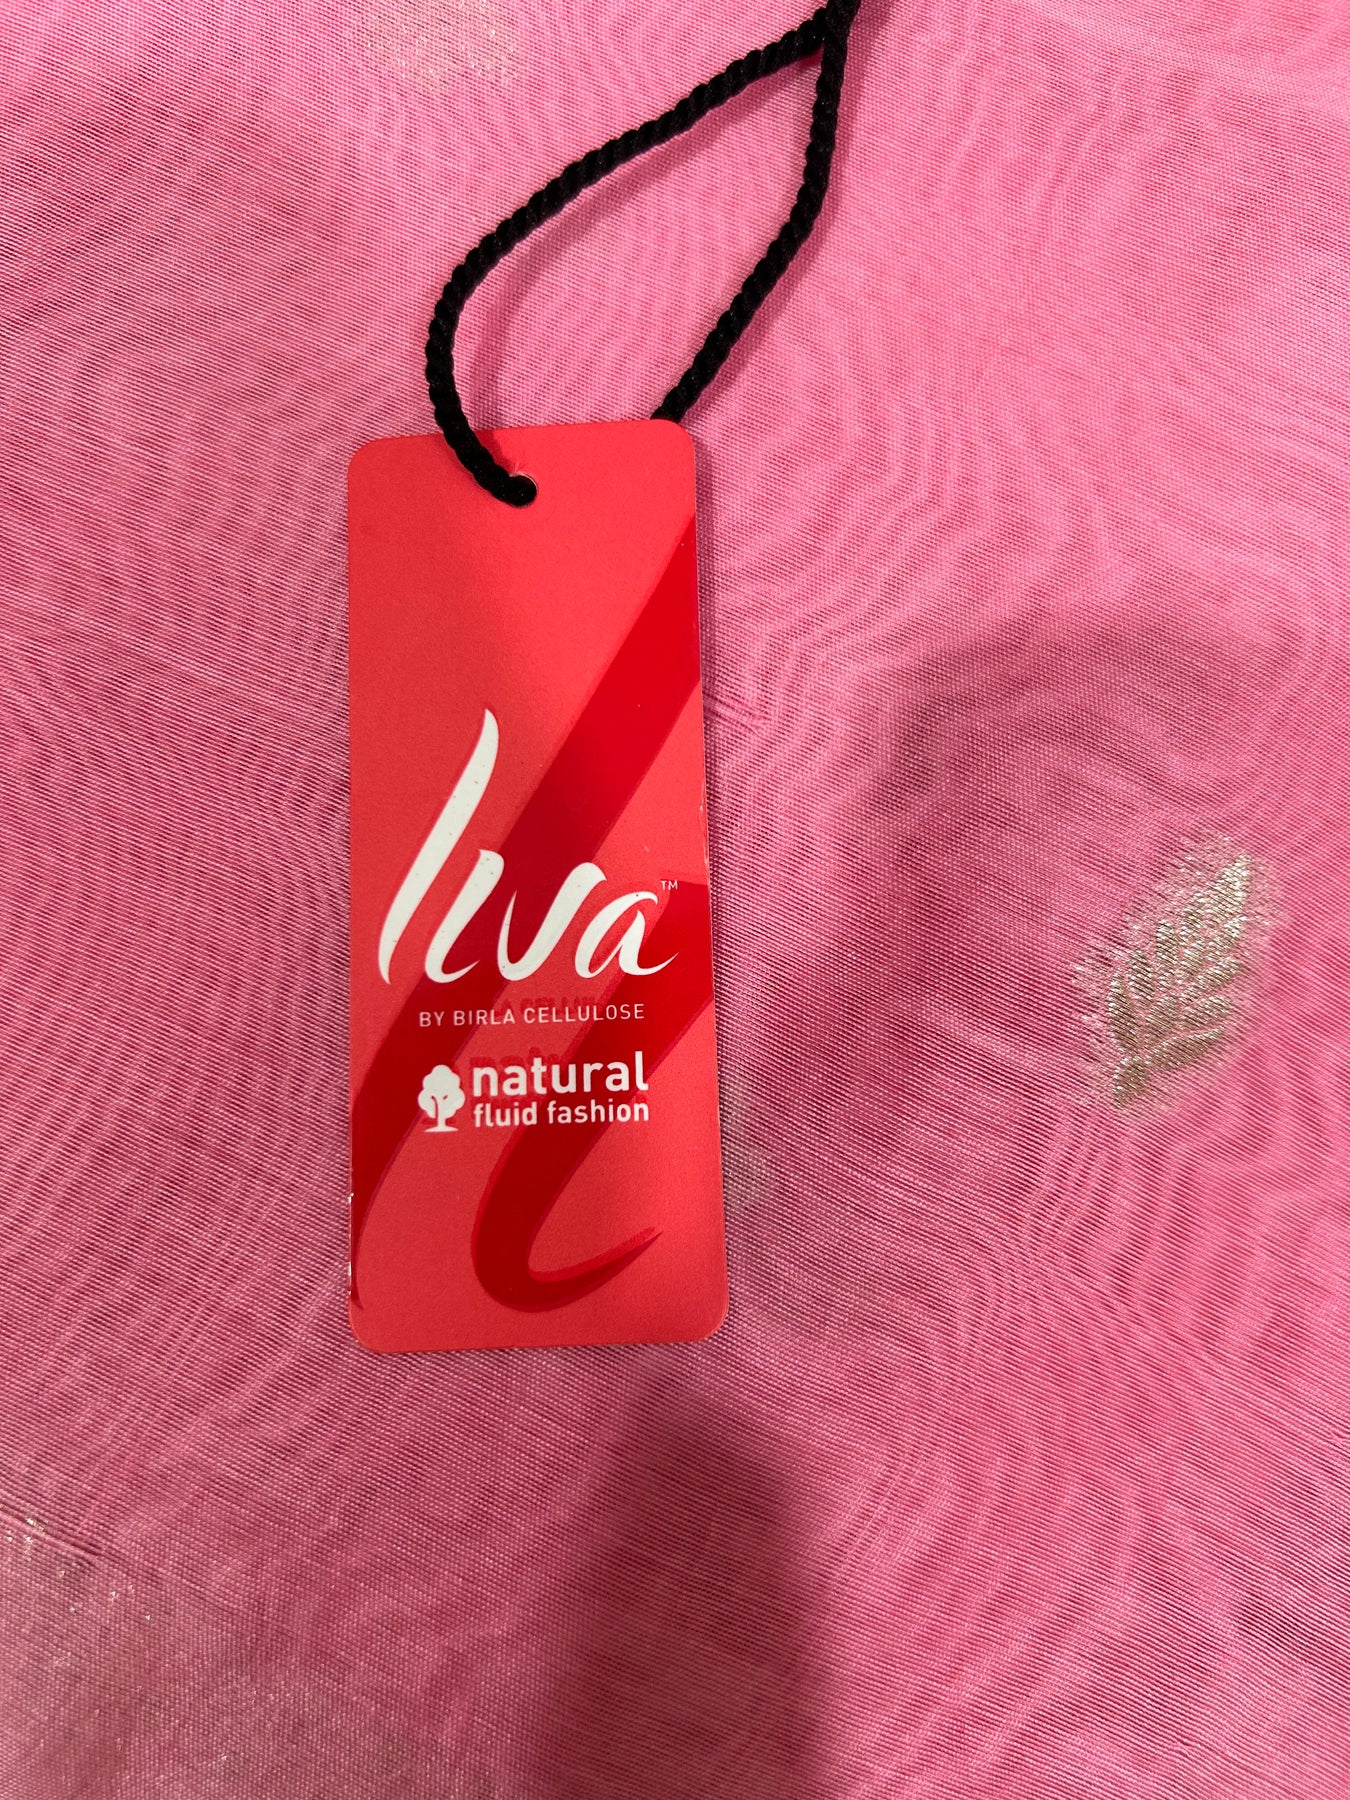 liva™
BY BIRLA CELLULOSE
natural
fluid fashion